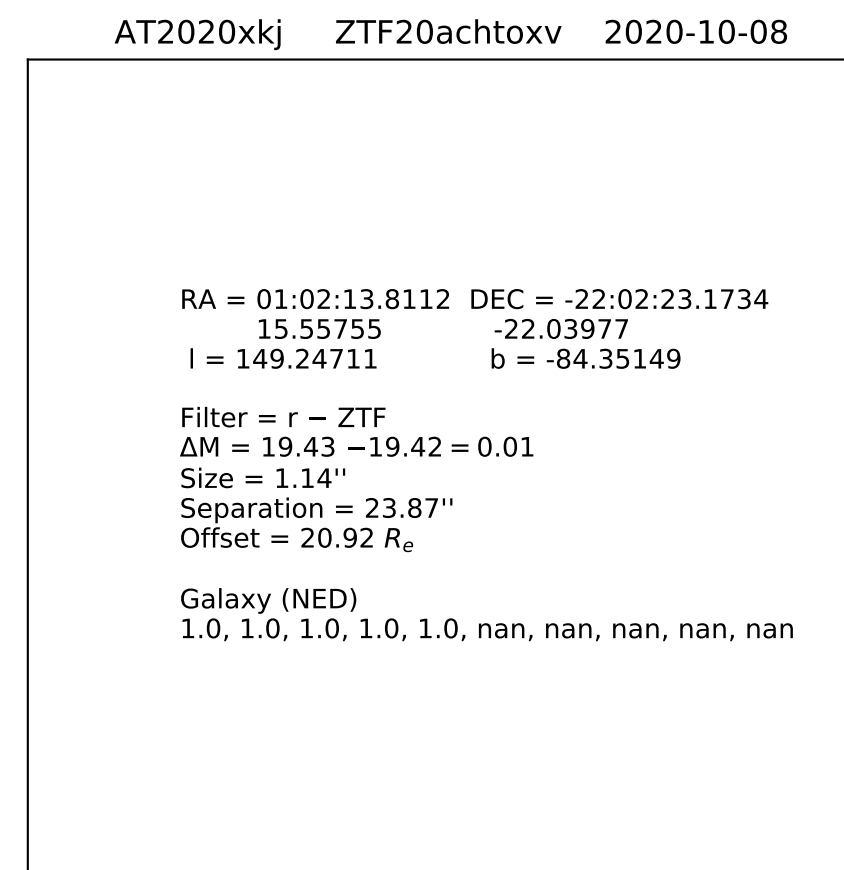 AT2020xkj ZTF20achtoxv 2020-10-08
RA = 01:02:13.8112 DEC = -22:02:23.1734
15.55755 -22.03977
l = 149.24711 b = -84.35149
Filter = r − ZTF
ΔM = 19.43 −19.42 = 0.01
Size = 1.14''
Separation = 23.87''
Offset = 20.92 Re
Galaxy (NED)
1.0, 1.0, 1.0, 1.0, 1.0, nan, nan, nan, nan, nan